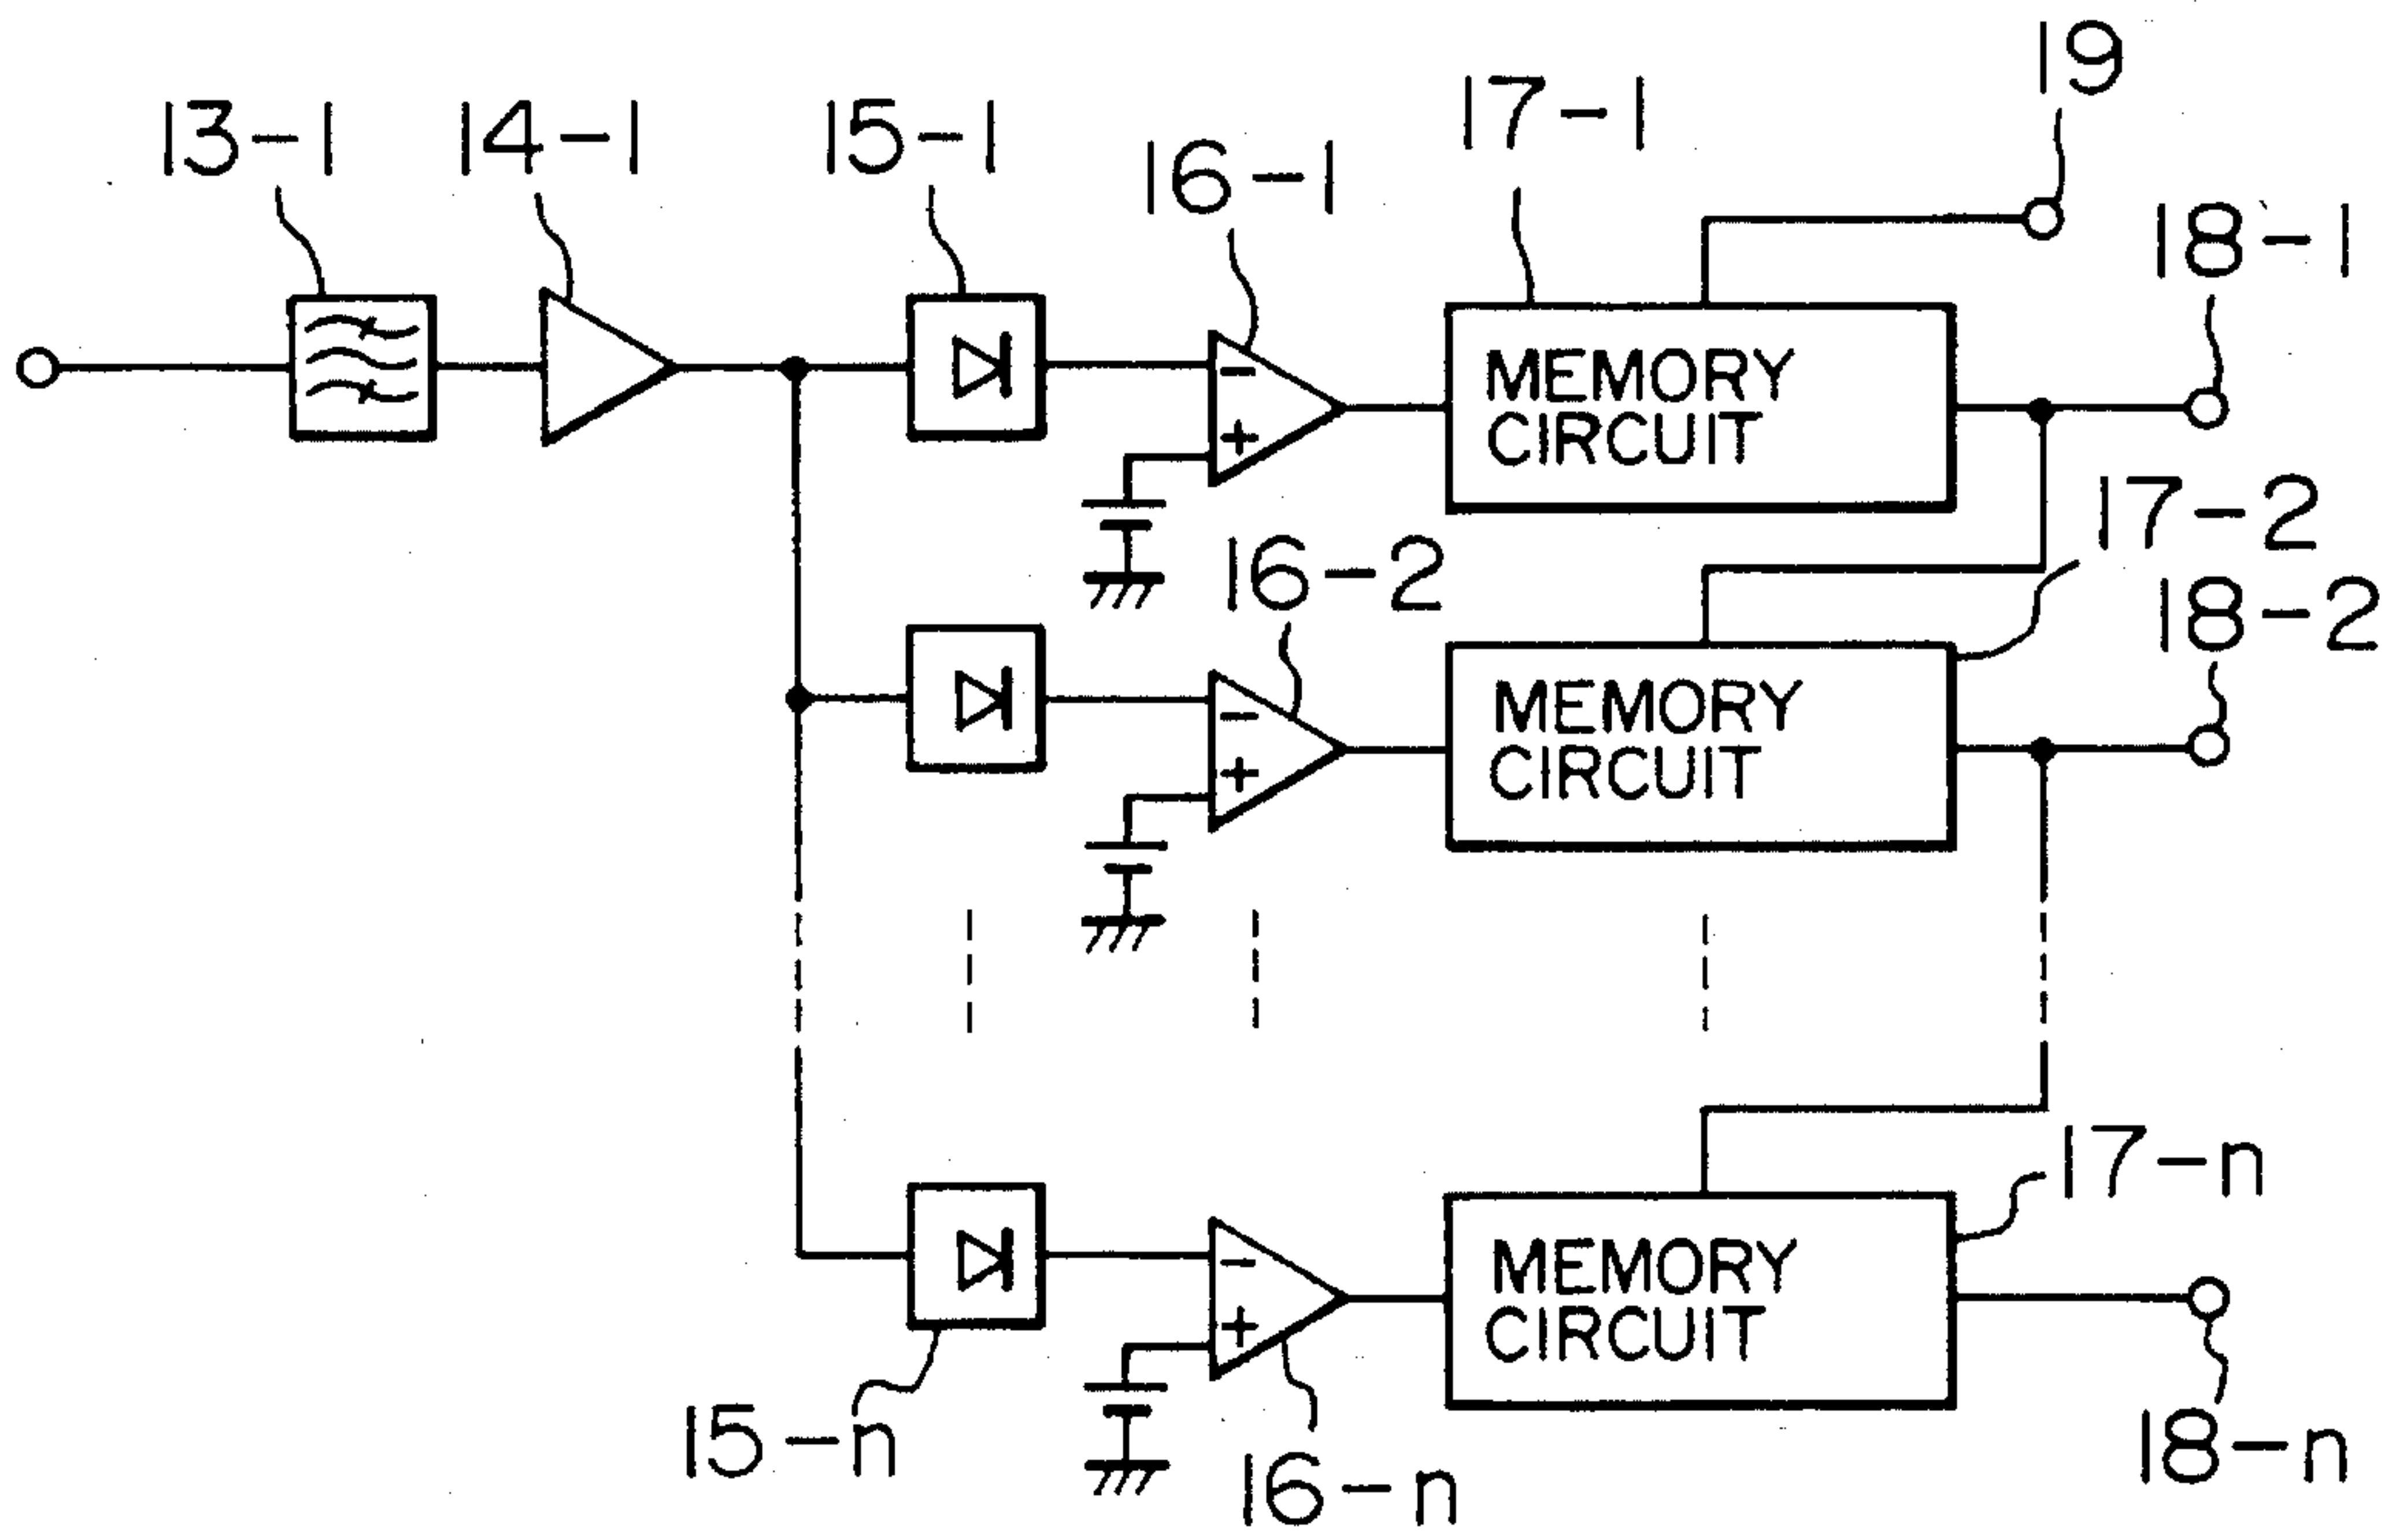 19
17-1
13-1
14-1
15-1
16-1
18-1
MEMORY
CIRCUIT
-
+
17-2
16-2
18-2
MEMORY
CIRCUIT
-
+
17-n
MEMORY
CIRCUIT
-
+
15-n
16-n
18-n